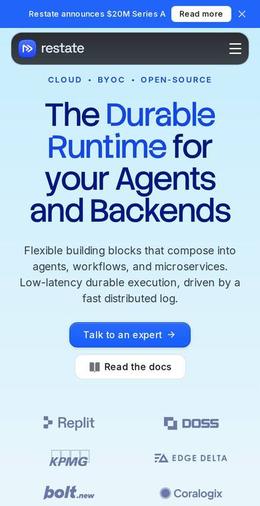 Restate announces $20M Series A Read more
restate
CLOUD • BYOC • OPEN-SOURCE
The Durable
Runtime for
your Agents
and Backends
Flexible building blocks that compose into
agents, workflows, and microservices.
Low-latency durable execution, driven by a
fast distributed log.
Talk to an expert →
Read the docs
Replit DOSS
KPMG EDGE DELTA
bolt.new Coralogix